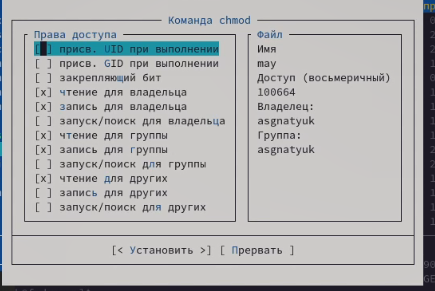 Команда chmod
Права доступа
[ ] присв. UID при выполнении
[ ] присв. GID при выполнении
[ ] закрепляющий бит
[x] чтение для владельца
[x] запись для владельца
[ ] запуск/поиск для владельца
[x] чтение для группы
[x] запись для группы
[ ] запуск/поиск для группы
[x] чтение для других
[ ] запись для других
[ ] запуск/поиск для других
Файл
Имя
may
Доступ (восьмеричный)
100664
Владелец:
asgnatyuk
Группа:
asgnatyuk
[< Установить >] [ Прервать ]